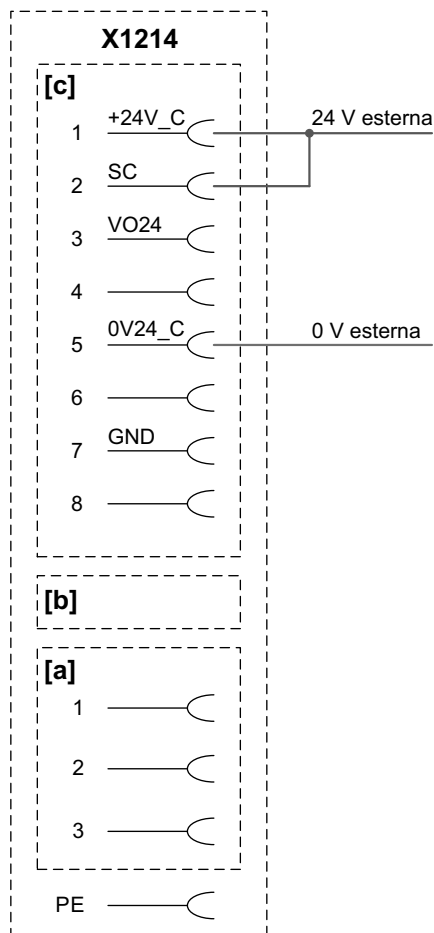 X1214
[c]
1 +24V_C 24 V esterna
2 SC
3 VO24
4
5 0V24_C 0 V esterna
6
7 GND
8
[b]
[a]
1
2
3
PE